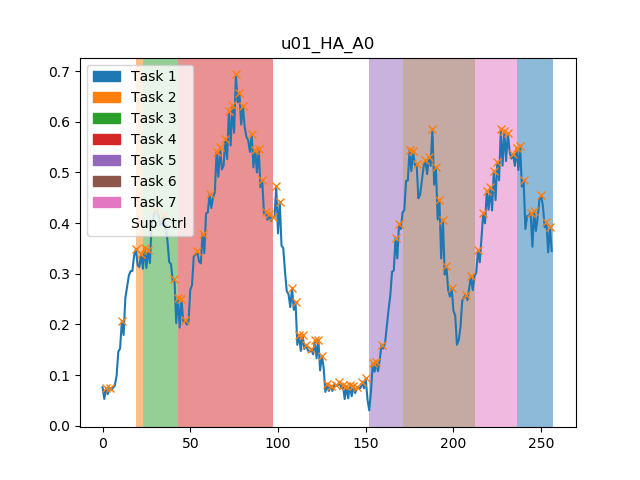 u01_HA_A0
0.7
0.6
0.5
0.4
0.3
0.2
0.1
0.0
Task 1
Task 2
Task 3
Task 4
Task 5
Task 6
Task 7
Sup Ctrl
0 50 100 150 200 250